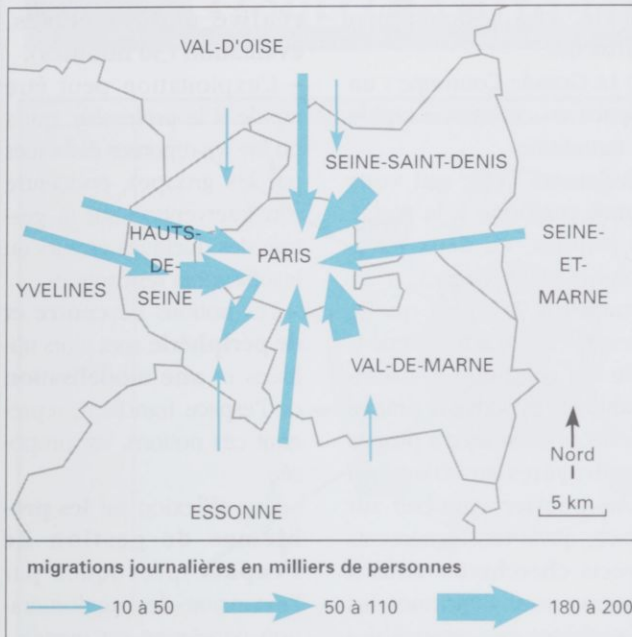 VAL-D'OISE
SEINE-SAINT-DENIS
HAUTS-
DE-
SEINE
PARIS
SEINE-
ET-
MARNE
YVELINES
VAL-DE-MARNE
Nord
5 km
ESSONNE
migrations journalières en milliers de personnes
10 à 50
50 à 110
180 à 200